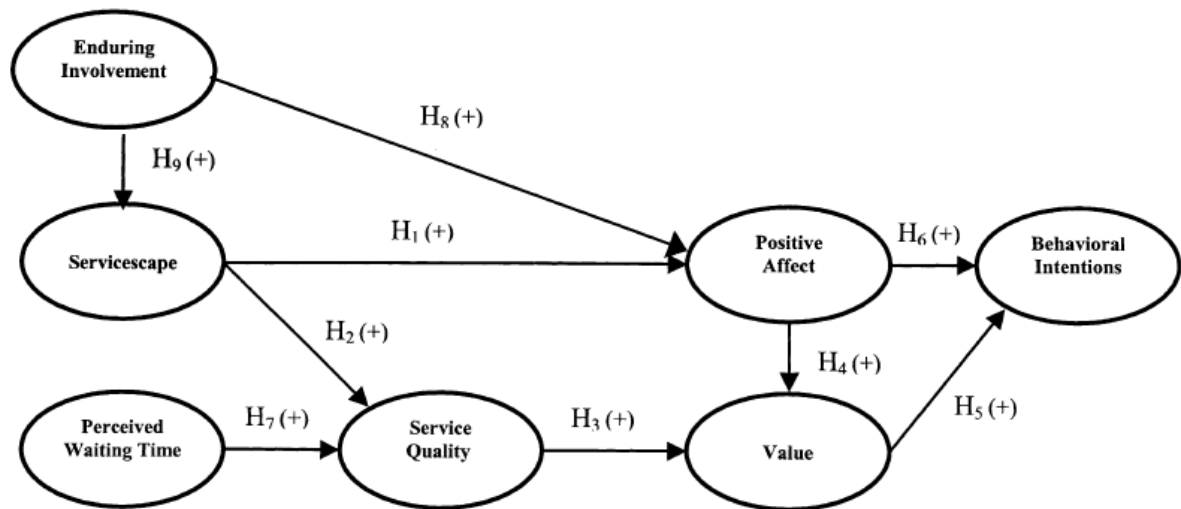 Enduring
Involvement
H₈ (+)
H₉ (+)
H₁ (+)
Servicescape
Positive
Affect
H₆ (+)
Behavioral
Intentions
H₂ (+)
H₄ (+)
Perceived
Waiting Time
H₇ (+)
Service
Quality
H₃ (+)
Value
H₅ (+)